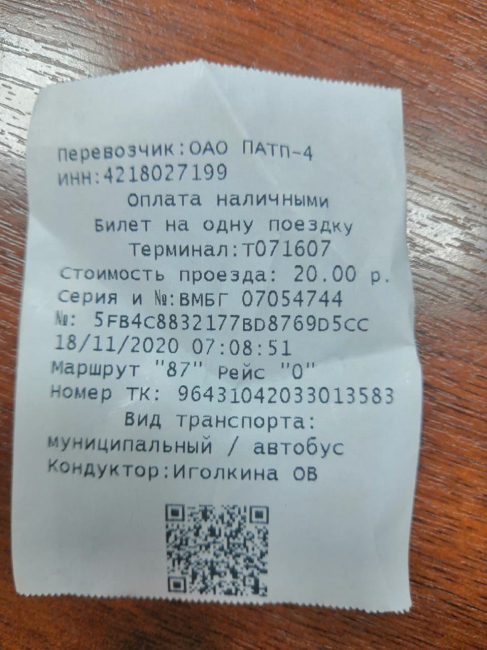 Перевозчик:ОАО ПАТП-4
ИНН:4218027199
Оплата наличными
Билет на одну поездку
Терминал:Т071607
Стоимость проезда: 20.00 р.
Серия и №:ВМБГ 07054744
№: 5FB4C8832177BD8769D5CC
18/11/2020 07:08:51
Маршрут "87" Рейс "0"
Номер ТК: 96431042033013583
Вид транспорта:
муниципальный / автобус
Кондуктор:Иголкина ОВ